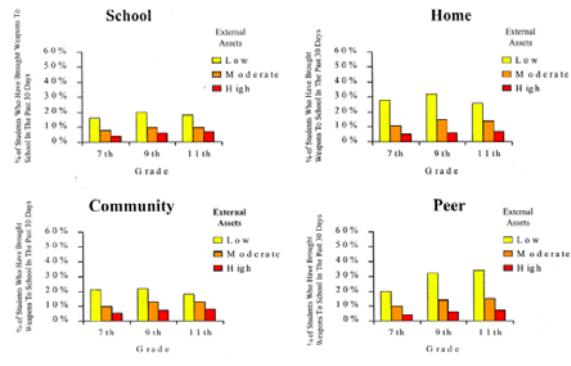 School
External
Assets
Low
Moderate
High
% of Students Who Have Brought Weapons To
School In The Past 30 Days
60%
50%
40%
30%
20%
10%
0%
7th
9th
11th
Grade
Home
External
Assets
Low
Moderate
High
% of Students Who Have Brought
Weapons To School In The Past 30 Days
60%
50%
40%
30%
20%
10%
0%
7th
9th
11th
Grade
Community
External
Assets
Low
Moderate
High
% of Students Who Have Brought
Weapons To School In The Past 30 Days
60%
50%
40%
30%
20%
10%
0%
7th
9th
11th
Grade
Peer
External
Assets
Low
Moderate
High
% of Students Who Have Brought
Weapons To School In The Past 30 Days
60%
50%
40%
30%
20%
10%
0%
7th
9th
11th
Grade